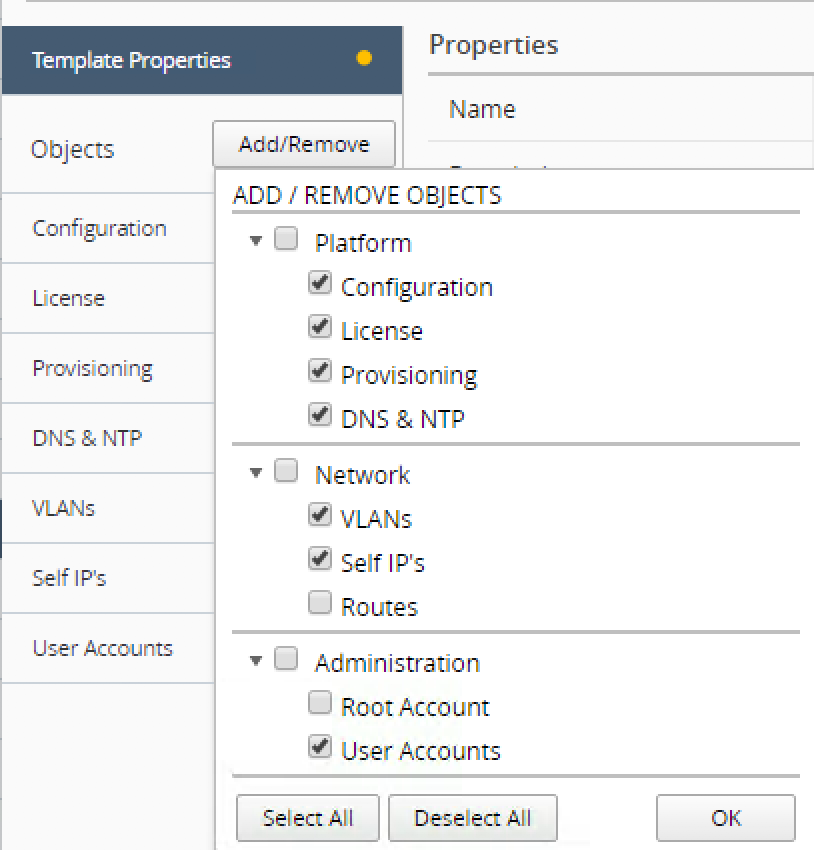 Template Properties
Properties
Name
Objects
Add/Remove
ADD / REMOVE OBJECTS
Configuration
License
Provisioning
DNS & NTP
VLANs
Self IP's
User Accounts
Platform
Configuration
License
Provisioning
DNS & NTP
Network
VLANs
Self IP's
Routes
Administration
Root Account
User Accounts
Select All
Deselect All
OK